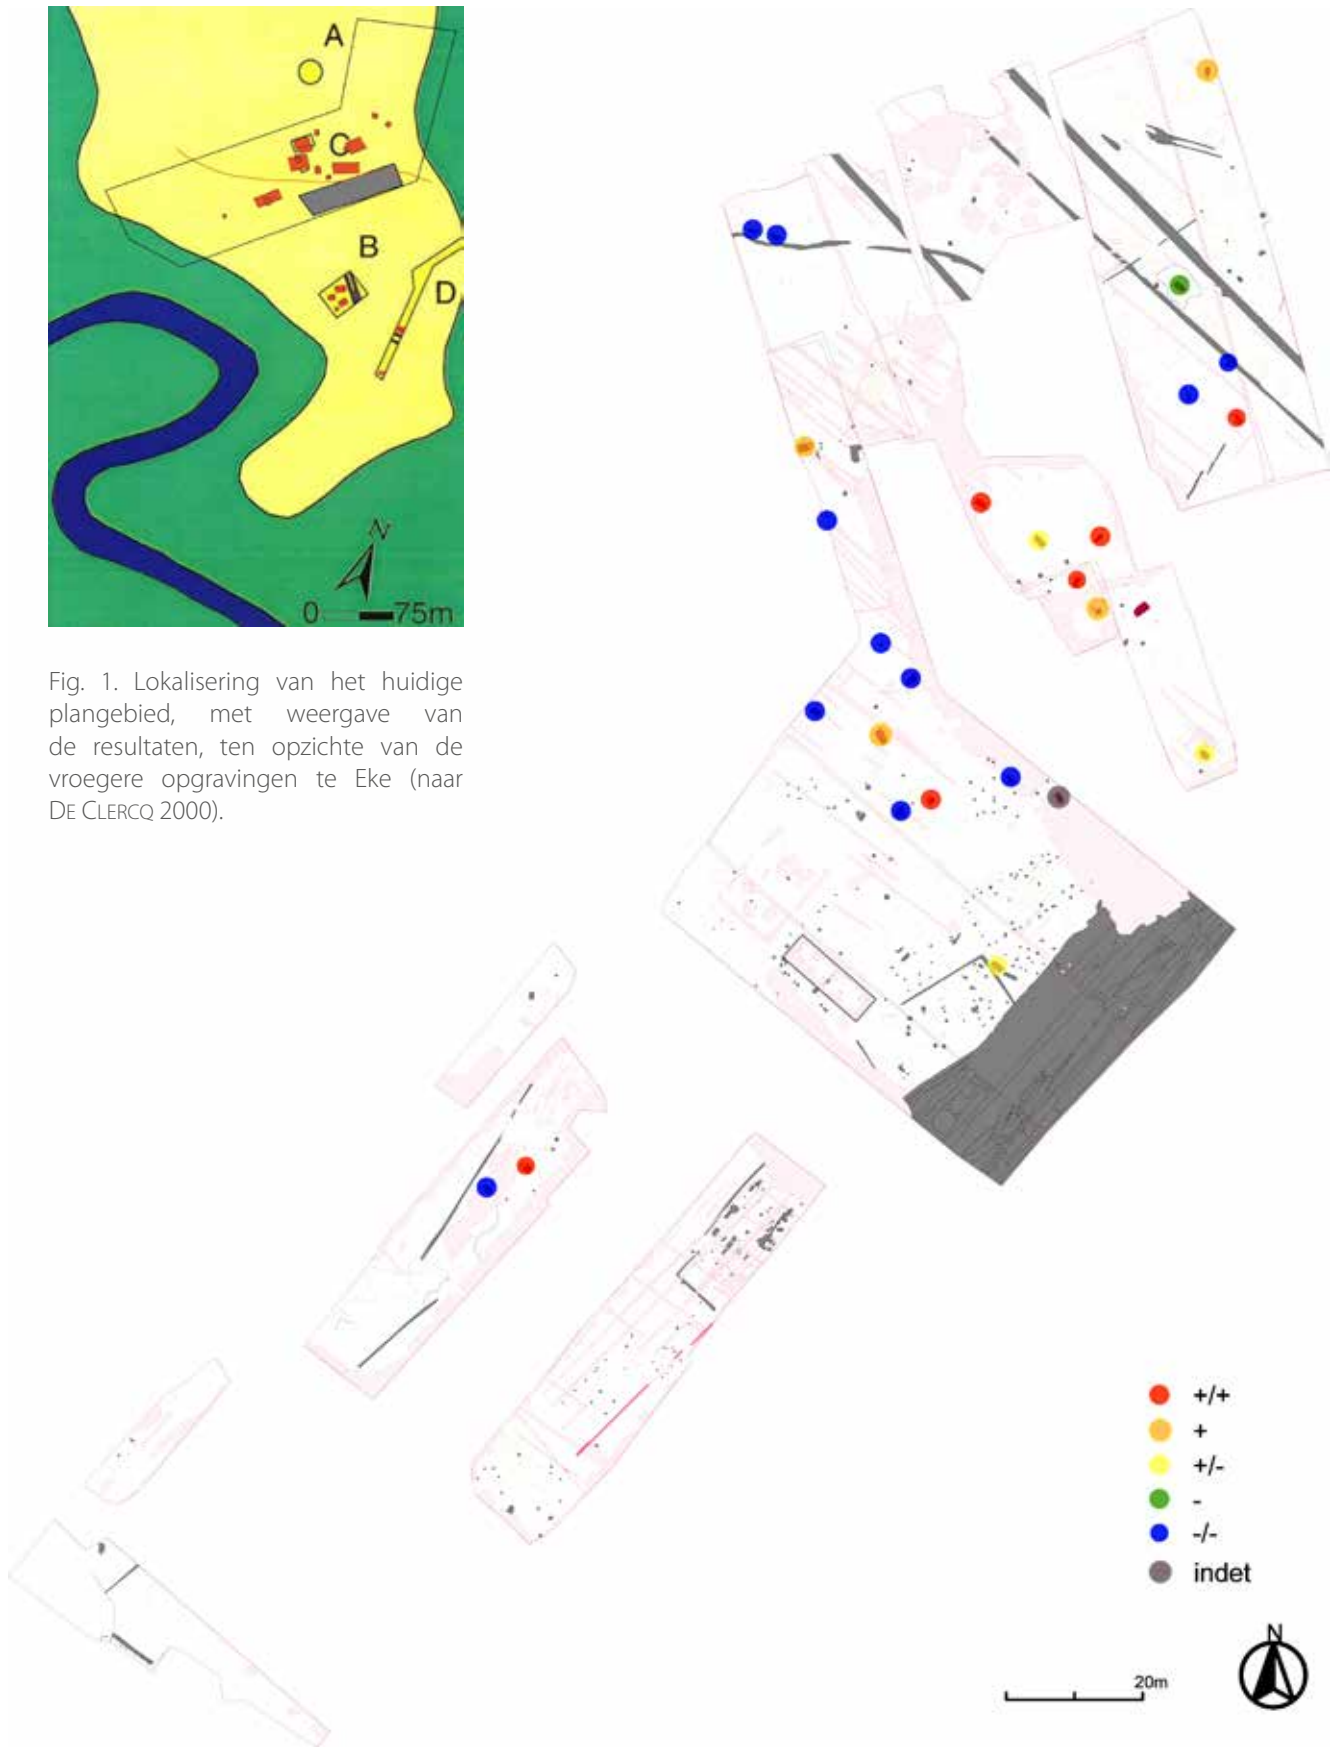 A
C
B
D
N
0 75m
Fig. 1. Lokalisering van het huidige
plangebied, met weergave van
de resultaten, ten opzichte van de
vroegere opgravingen te Eke (naar
DE CLERCQ 2000).
+/+
+
+/-
-
-/-
indet
20m
N